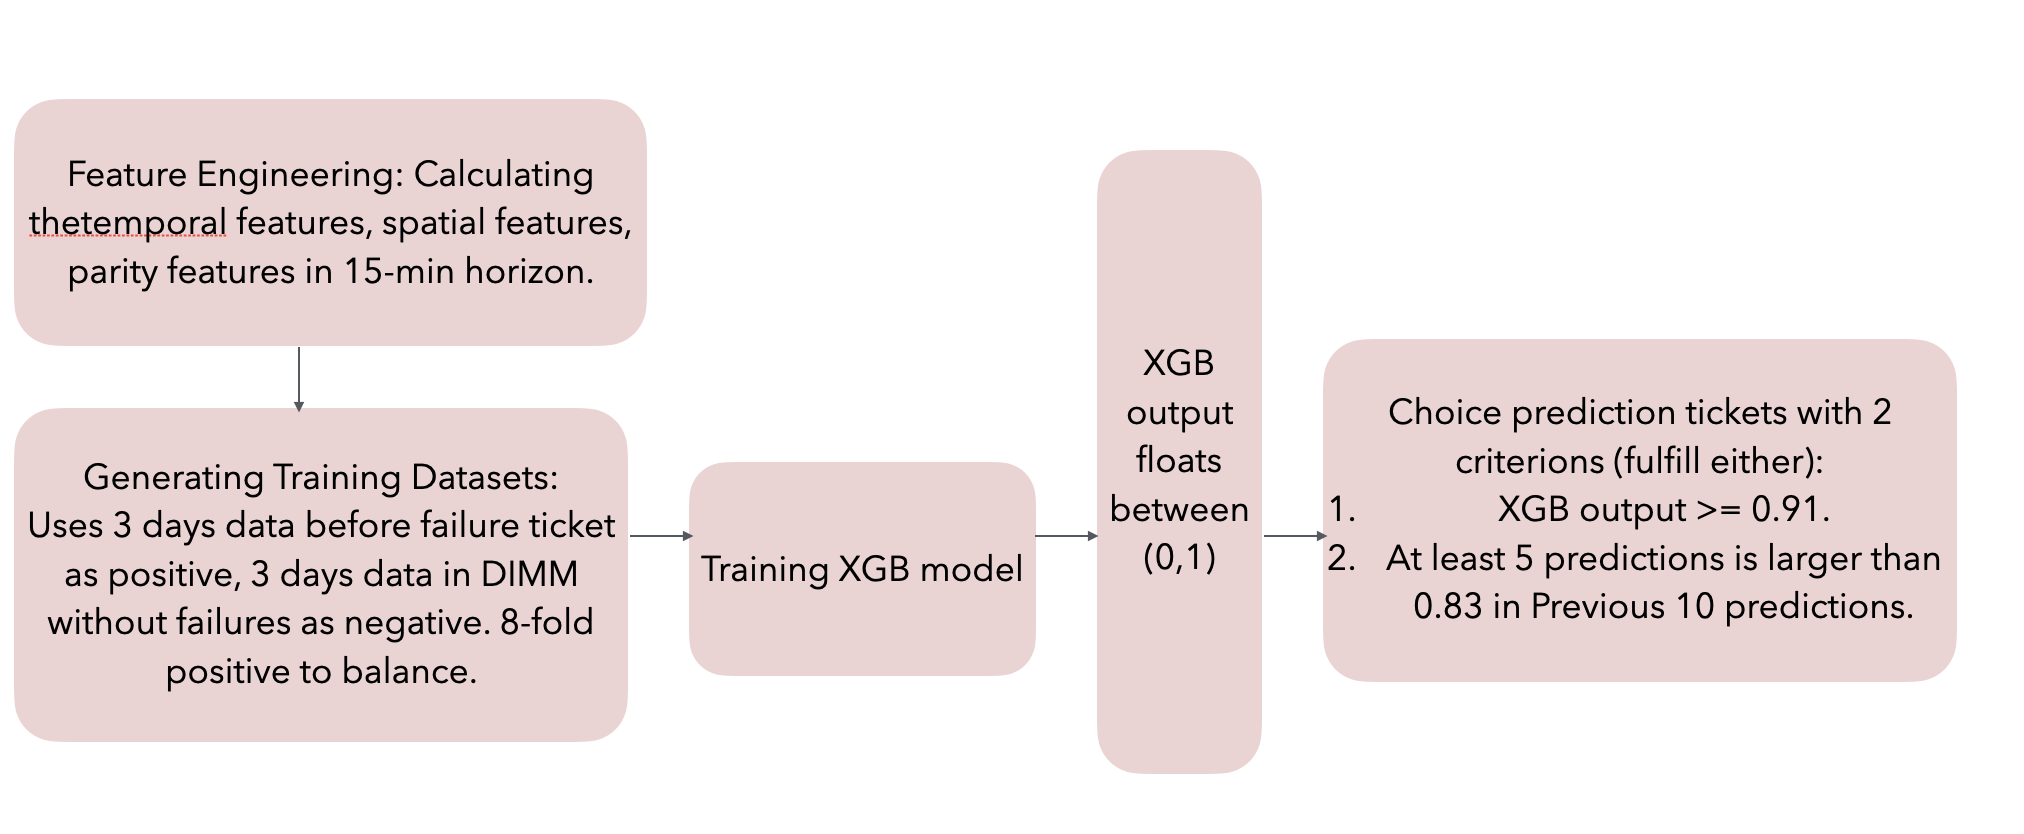 Feature Engineering: Calculating
thetemporal features, spatial features,
parity features in 15-min horizon.
Generating Training Datasets:
Uses 3 days data before failure ticket
as positive, 3 days data in DIMM
without failures as negative. 8-fold
positive to balance.
Training XGB model
XGB
output
floats
between
(0,1)
Choice prediction tickets with 2
criterions (fulfill either):
1. XGB output >= 0.91.
2. At least 5 predictions is larger than
0.83 in Previous 10 predictions.